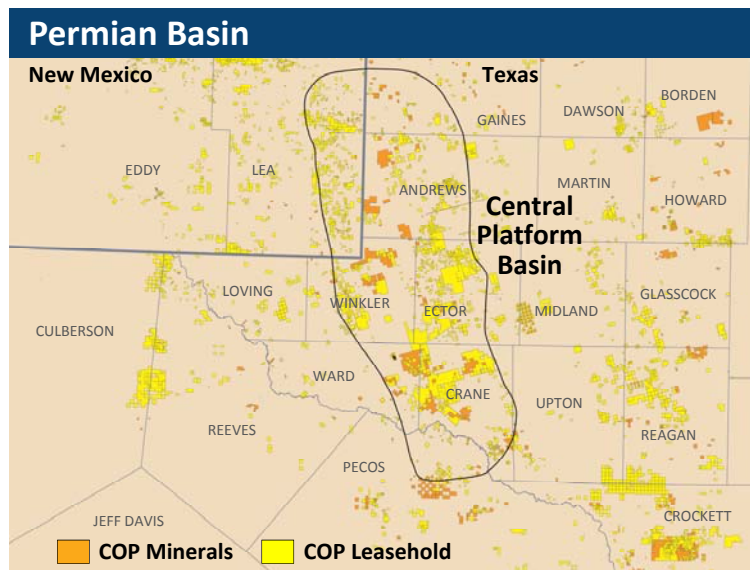 Permian Basin
New Mexico
Texas
BORDEN
DAWSON
GAINES
EDDY
LEA
ANDREWS
MARTIN
HOWARD
Central
Platform
Basin
LOVING
WINKLER
ECTOR
MIDLAND
GLASSCOCK
CULBERSON
WARD
CRANE
UPTON
REEVES
REAGAN
PECOS
JEFF DAVIS
CROCKETT
COP Minerals
COP Leasehold